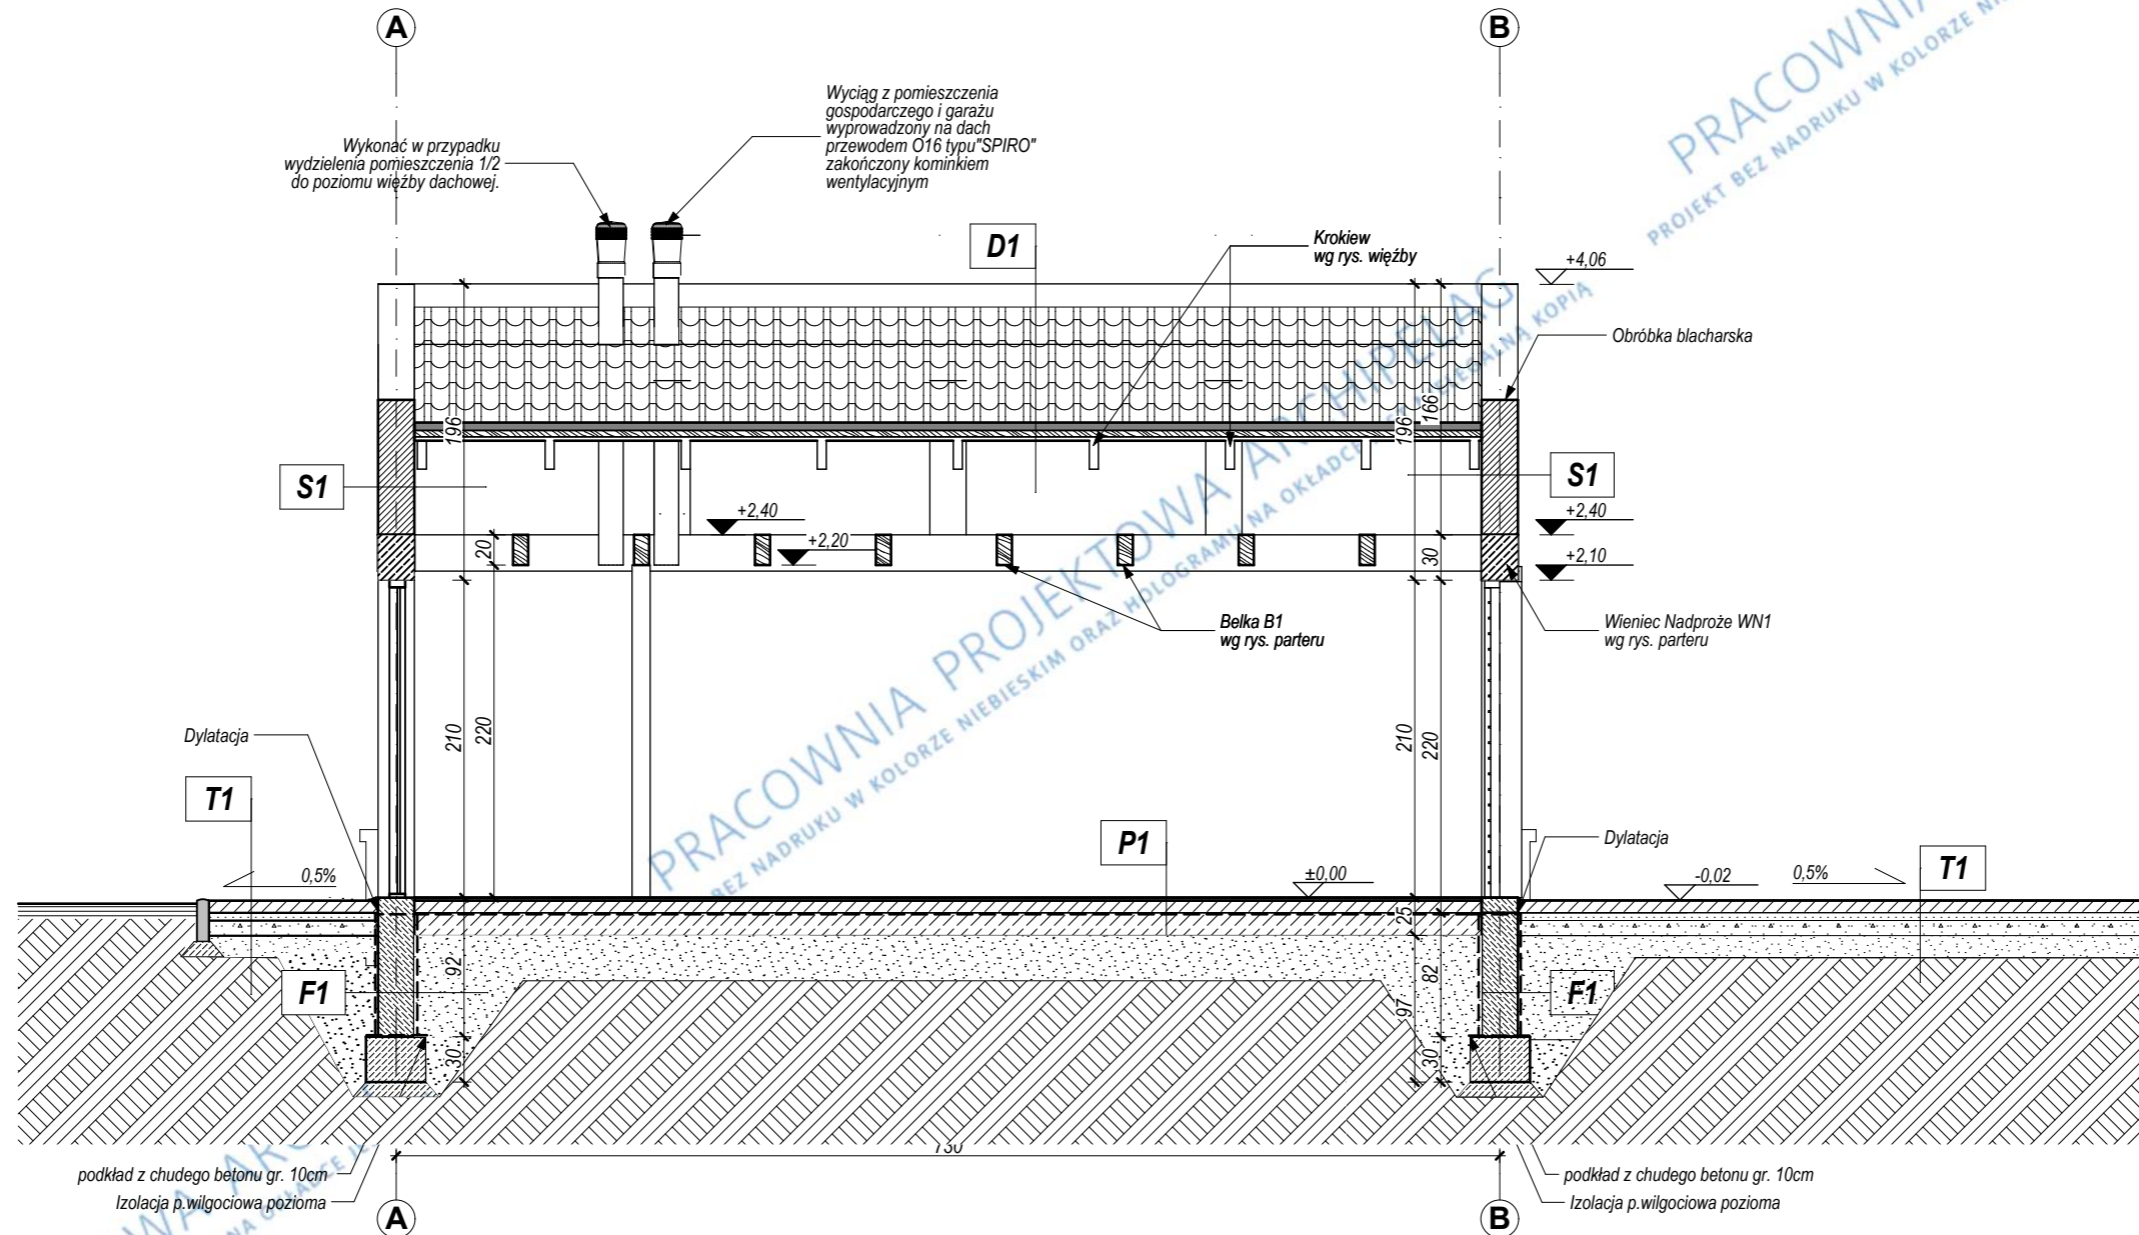 A
B
Wykonać w przypadku
wydzielenia pomieszczenia 1/2
do poziomu więźby dachowej.
Wyciąg z pomieszczenia
gospodarczego i garażu
wyprowadzony na dach
przewodem O16 typu"SPIRO"
zakończony kominkiem
wentylacyjnym
D1
Krokiew
wg rys. więźby
+4,06
Obróbka blacharska
196
196
166
S1
S1
+2,40
+2,40
+2,20
+2,10
20
30
Belka B1
wg rys. parteru
Wieniec Nadproże WN1
wg rys. parteru
210
220
210
220
Dylatacja
T1
P1
Dylatacja
T1
0,5%
±0,00
-0,02
0,5%
25
92
82
97
F1
F1
30
30
730
podkład z chudego betonu gr. 10cm
Izolacja p.wilgociowa pozioma
podkład z chudego betonu gr. 10cm
Izolacja p.wilgociowa pozioma
A
B
PRACOWNIA PROJEKTOWA ARCHIPELAG
BEZ NADRUKU W KOLORZE NIEBIESKIM ORAZ HOLOGRAMU NA OKŁADCE JEST NIELEGALNĄ KOPIĄ
PRACOWNIA
PROJEKT BEZ NADRUKU W KOLORZE